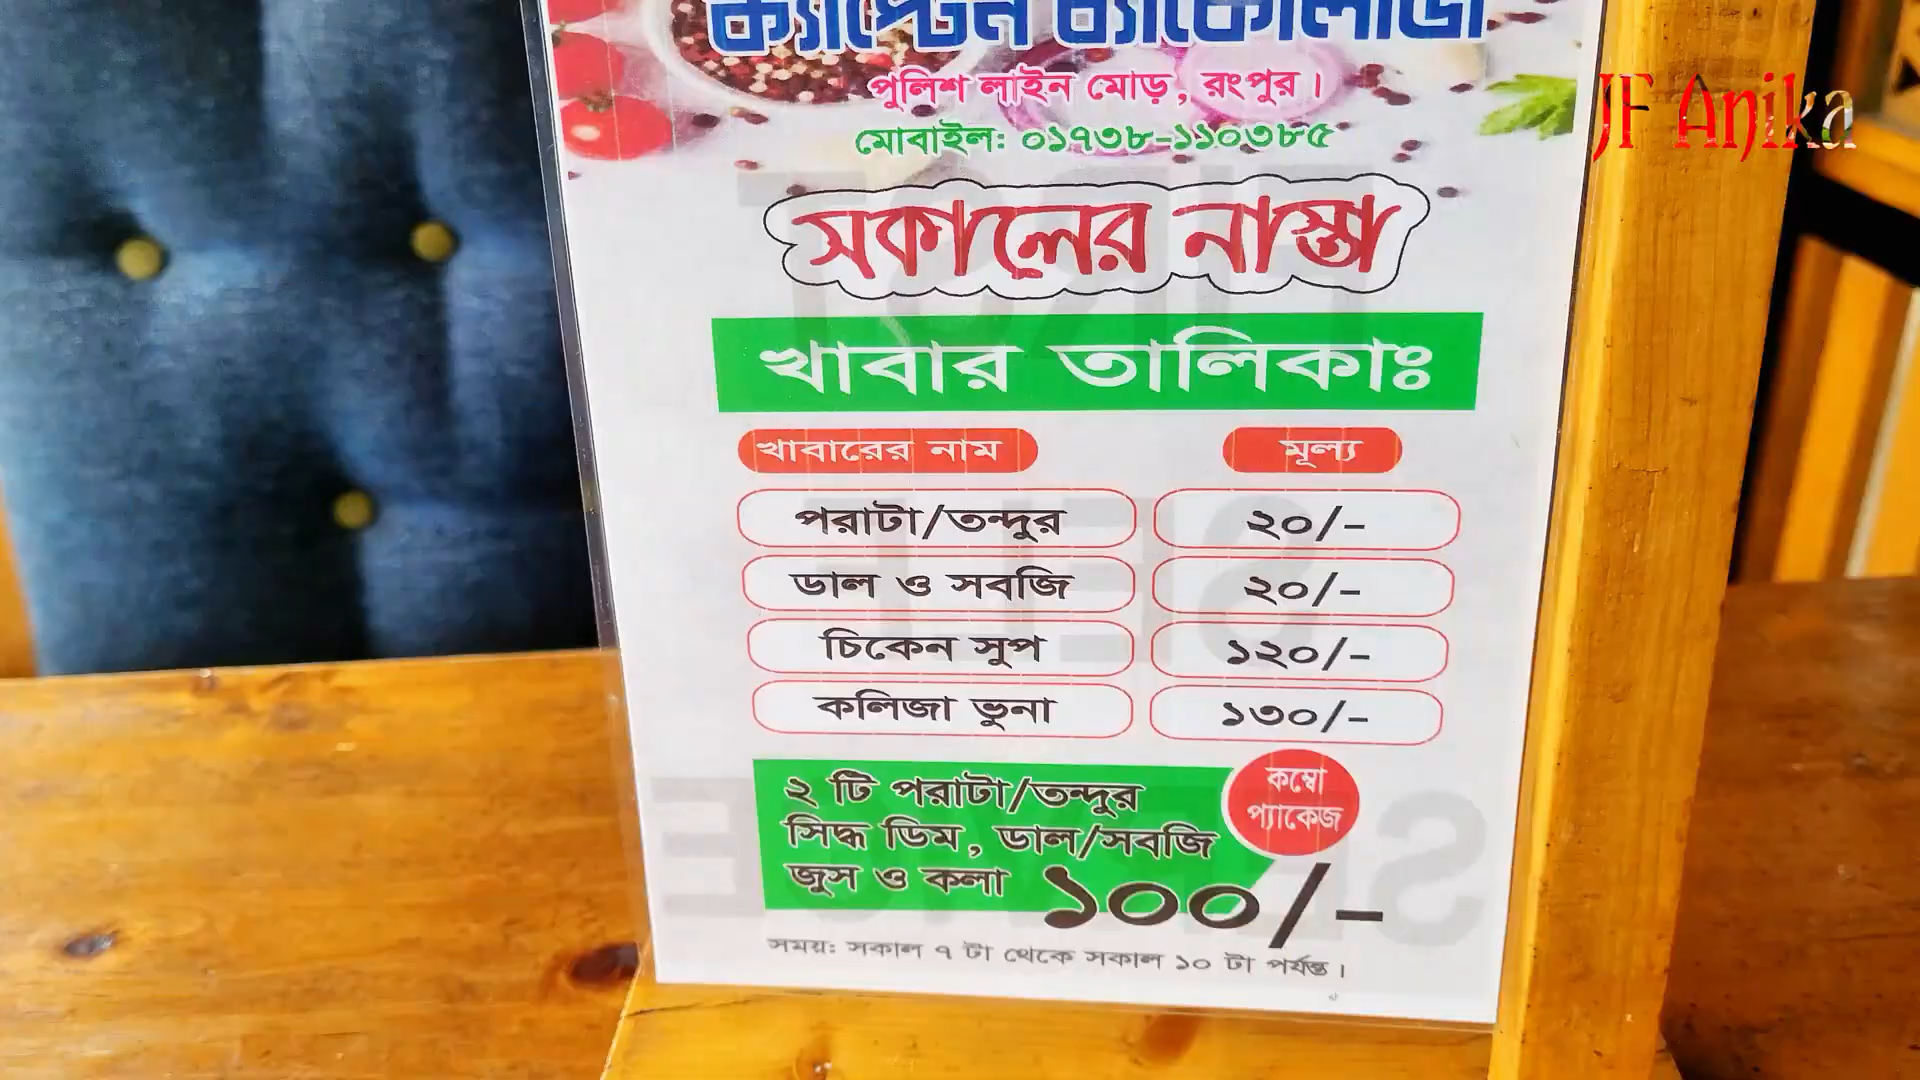 ক্যাপ্টেন ব্যাকোলোজী
পুলিশ লাইন মোড়, রংপুর।
মোবাইল: ০১৭৩৮-১১০৩৮৫
JF Anika
সকালের নাস্তা
খাবার তালিকাঃ
খাবারের নাম মূল্য
পরাটা/তন্দুর ২০/-
ডাল ও সবজি ২০/-
চিকেন সুপ ১২০/-
কলিজা ভুনা ১৩০/-
২ টি পরাটা/তন্দুর
সিদ্ধ ডিম, ডাল/সবজি
জুস ও কলা ১০০/-
কম্বো
প্যাকেজ
সময়: সকাল ৭ টা থেকে সকাল ১০ টা পর্যন্ত।